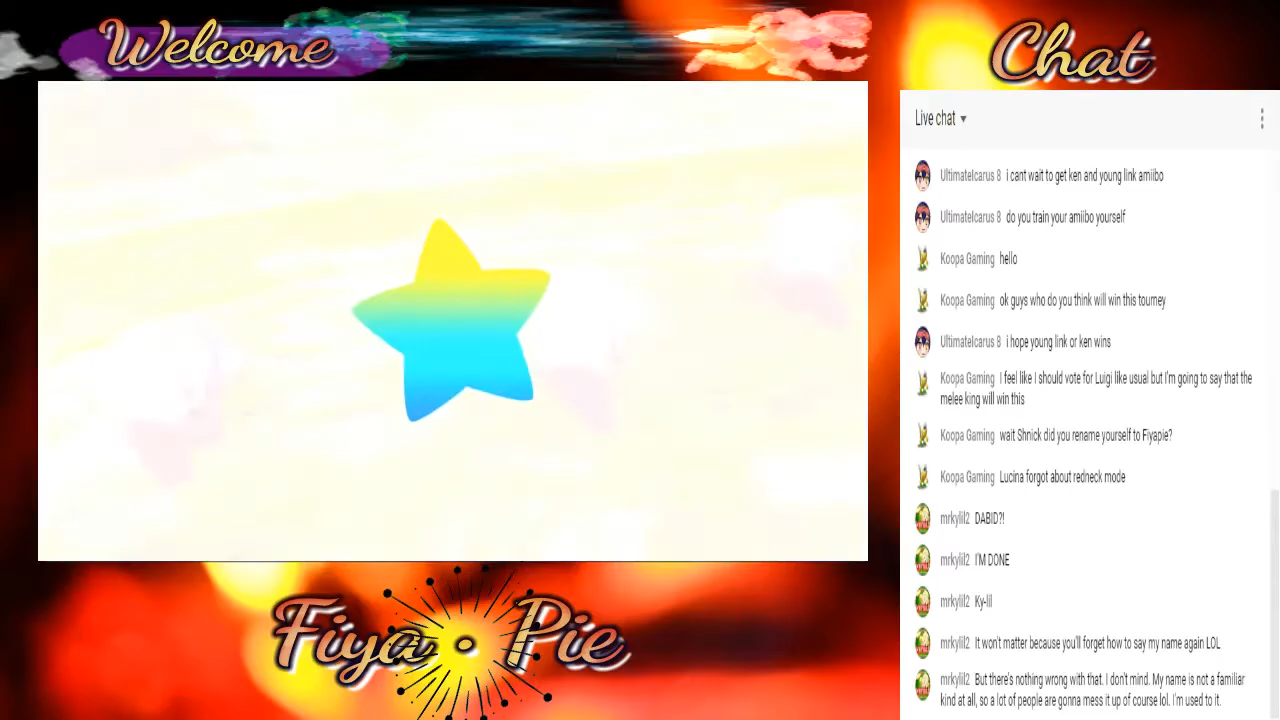 Welcome
Chat
Live chat
UltimateIcarus 8 i cant wait to get ken and young link amiibo
UltimateIcarus 8 do you train your amiibo yourself
Koopa Gaming hello
Koopa Gaming ok guys who do you think will win this tourney
UltimateIcarus 8 i hope young link or ken wins
Koopa Gaming I feel like I should vote for Luigi like usual but I'm going to say that the
melee king will win this
Koopa Gaming wait Shnick did you rename yourself to Fiyapie?
Koopa Gaming Lucina forgot about redneck mode
mrkylil2 DABID?!
mrkylil2 I'M DONE
mrkylil2 Ky-lil
mrkylil2 It won't matter because you'll forget how to say my name again LOL
mrkylil2 But there's nothing wrong with that. I don't mind. My name is not a familiar
kind at all, so a lot of people are gonna mess it up of course lol. I'm used to it.
Fiya • Pie